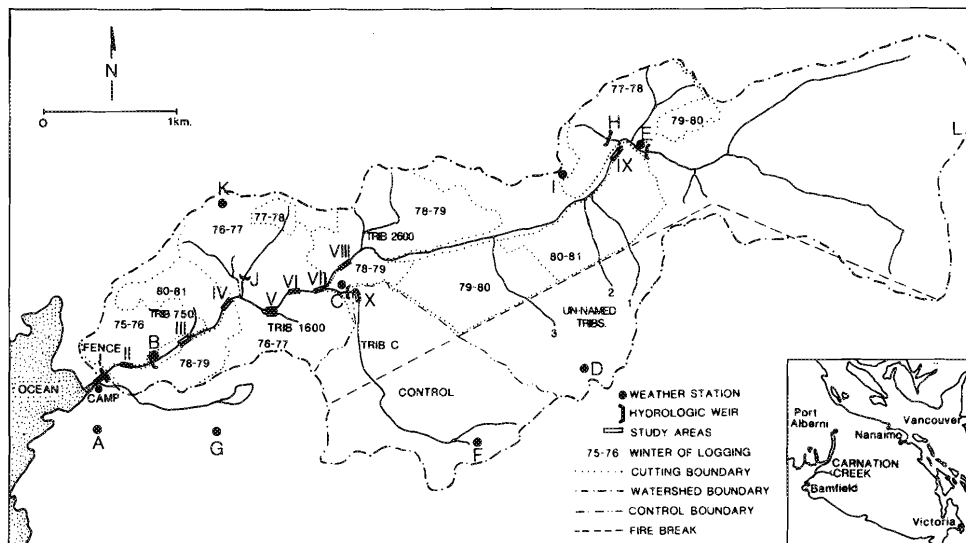 N
0
1km.
77-78
H
E
79-80
L
IX
I
K
77-78
76-77
78-79
TRIB 2600
VIII
J
80-81
IV
VI
VII
78-79
C
X
V
TRIB 750
75-76
III
TRIB 1600
79-80
80-81
2
1
UN-NAMED
TRIBS.
3
FENCE
II
B
78-79
76-77
TRIB C
D
OCEAN
CAMP
CONTROL
A
G
F
WEATHER STATION
HYDROLOGIC WEIR
STUDY AREAS
75-76 WINTER OF LOGGING
CUTTING BOUNDARY
WATERSHED BOUNDARY
CONTROL BOUNDARY
FIRE BREAK
Port
Alberni
Vancouver
Nanaimo
CARNATION
CREEK
Bamfield
Victoria